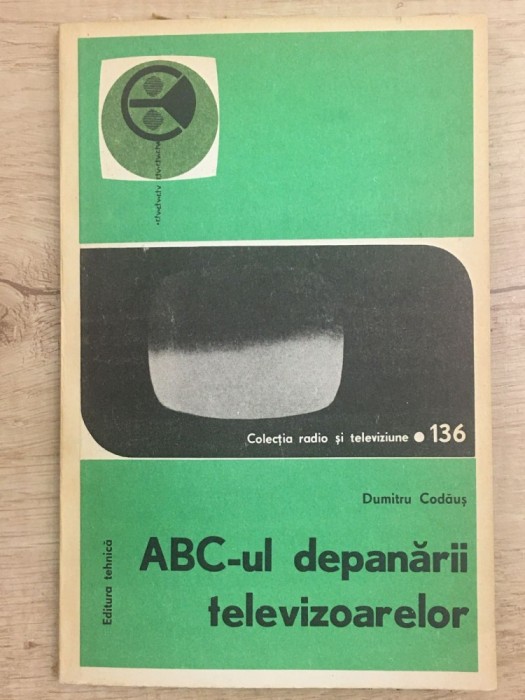 Colecția radio și televiziune • 136
Dumitru Codăuș
ABC-ul depanării
televizoarelor
Editura tehnică